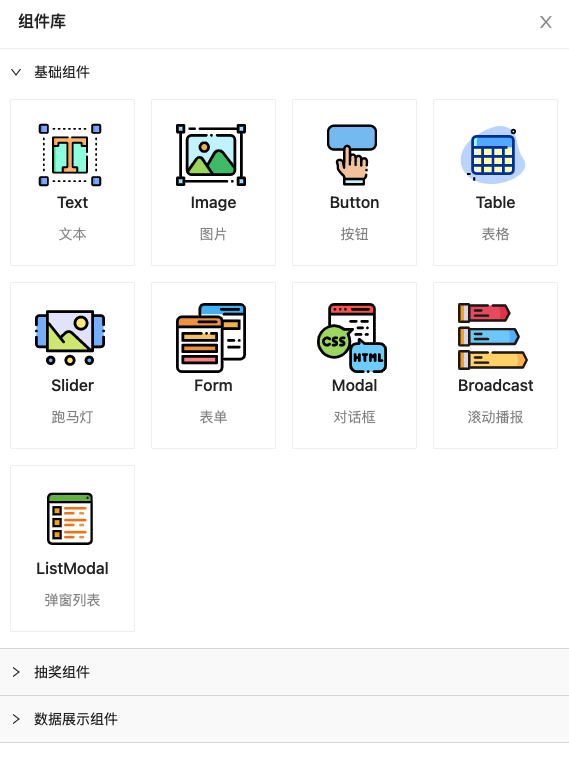 组件库
基础组件
Text
文本
Image
图片
Button
按钮
Table
表格
Slider
跑马灯
Form
表单
CSS
HTML
Modal
对话框
Broadcast
滚动播报
ListModal
弹窗列表
抽奖组件
数据展示组件